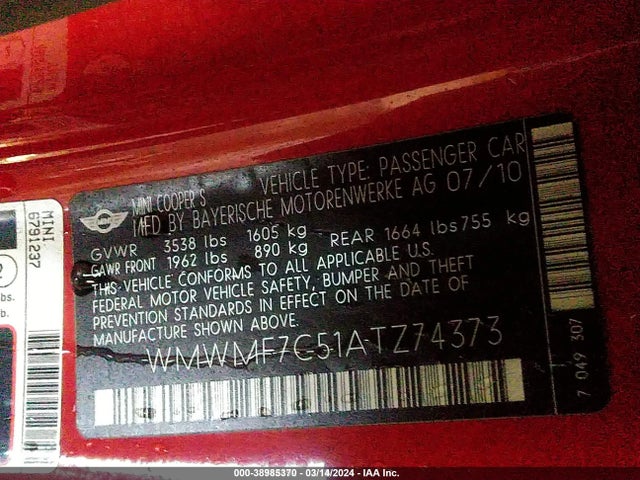 MINI COOPER S VEHICLE TYPE: PASSENGER CAR
MFD BY BAYERISCHE MOTORENWERKE AG 07/10
GVWR 3538 lbs 1605 kg
GAWR FRONT 1962 lbs 890 kg REAR 1664 lbs 755 kg
THIS VEHICLE CONFORMS TO ALL APPLICABLE U.S.
FEDERAL MOTOR VEHICLE SAFETY, BUMPER AND THEFT
PREVENTION STANDARDS IN EFFECT ON THE DATE OF
MANUFACTURE SHOWN ABOVE.
WMWMF7C51ATZ74373
7 049 307
MINI
6791237
2
lbs.
000-38985370 - 03/14/2024 - IAA Inc.